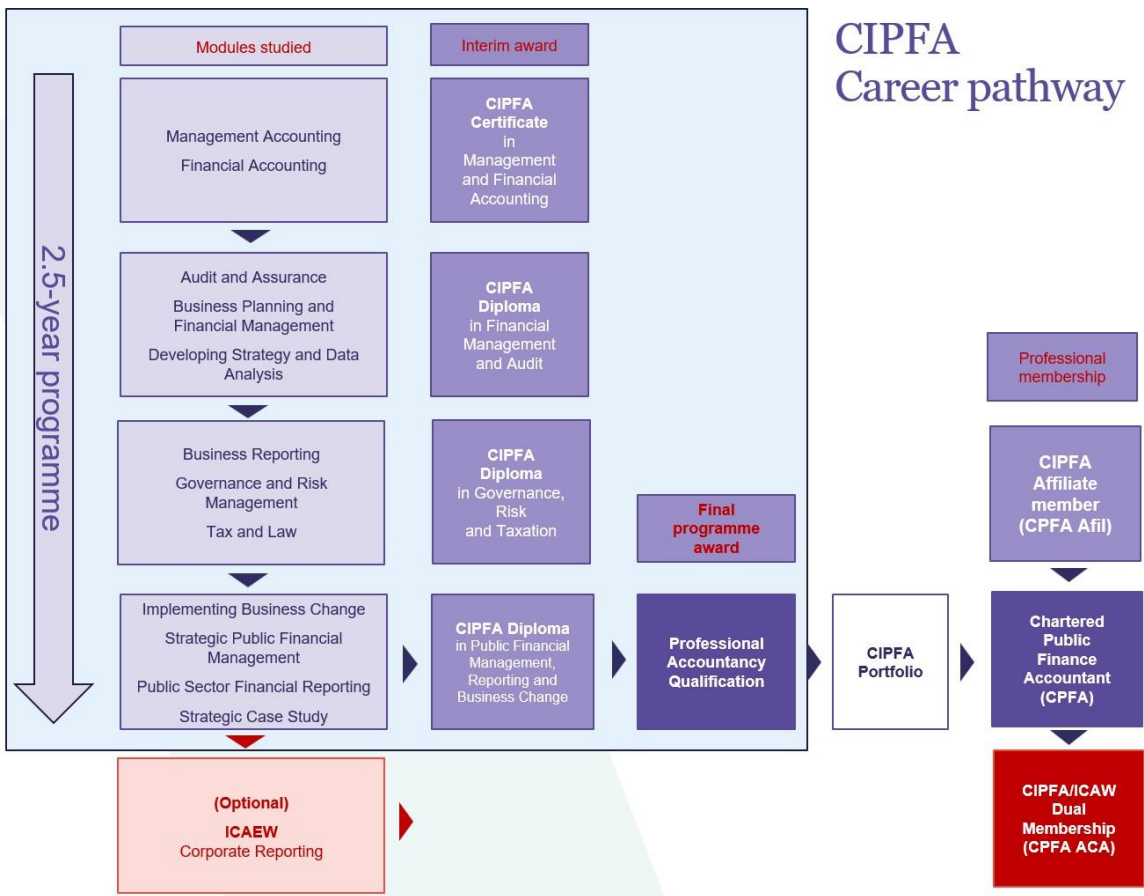 CIPFA
Career pathway
Modules studied
Interim award
2.5-year programme
Management Accounting
Financial Accounting
CIPFA
Certificate
in
Management
and Financial
Accounting
Audit and Assurance
Business Planning and
Financial Management
Developing Strategy and Data
Analysis
CIPFA
Diploma
in Financial
Management
and Audit
Business Reporting
Governance and Risk
Management
Tax and Law
CIPFA
Diploma
in Governance,
Risk
and Taxation
Final
programme
award
Professional
membership
CIPFA
Affiliate
member
(CPFA Afil)
Implementing Business Change
Strategic Public Financial
Management
Public Sector Financial Reporting
Strategic Case Study
CIPFA Diploma
in Public Financial
Management,
Reporting and
Business Change
Professional
Accountancy
Qualification
CIPFA
Portfolio
Chartered
Public
Finance
Accountant
(CPFA)
(Optional)
ICAEW
Corporate Reporting
CIPFA/ICAW
Dual
Membership
(CPFA ACA)